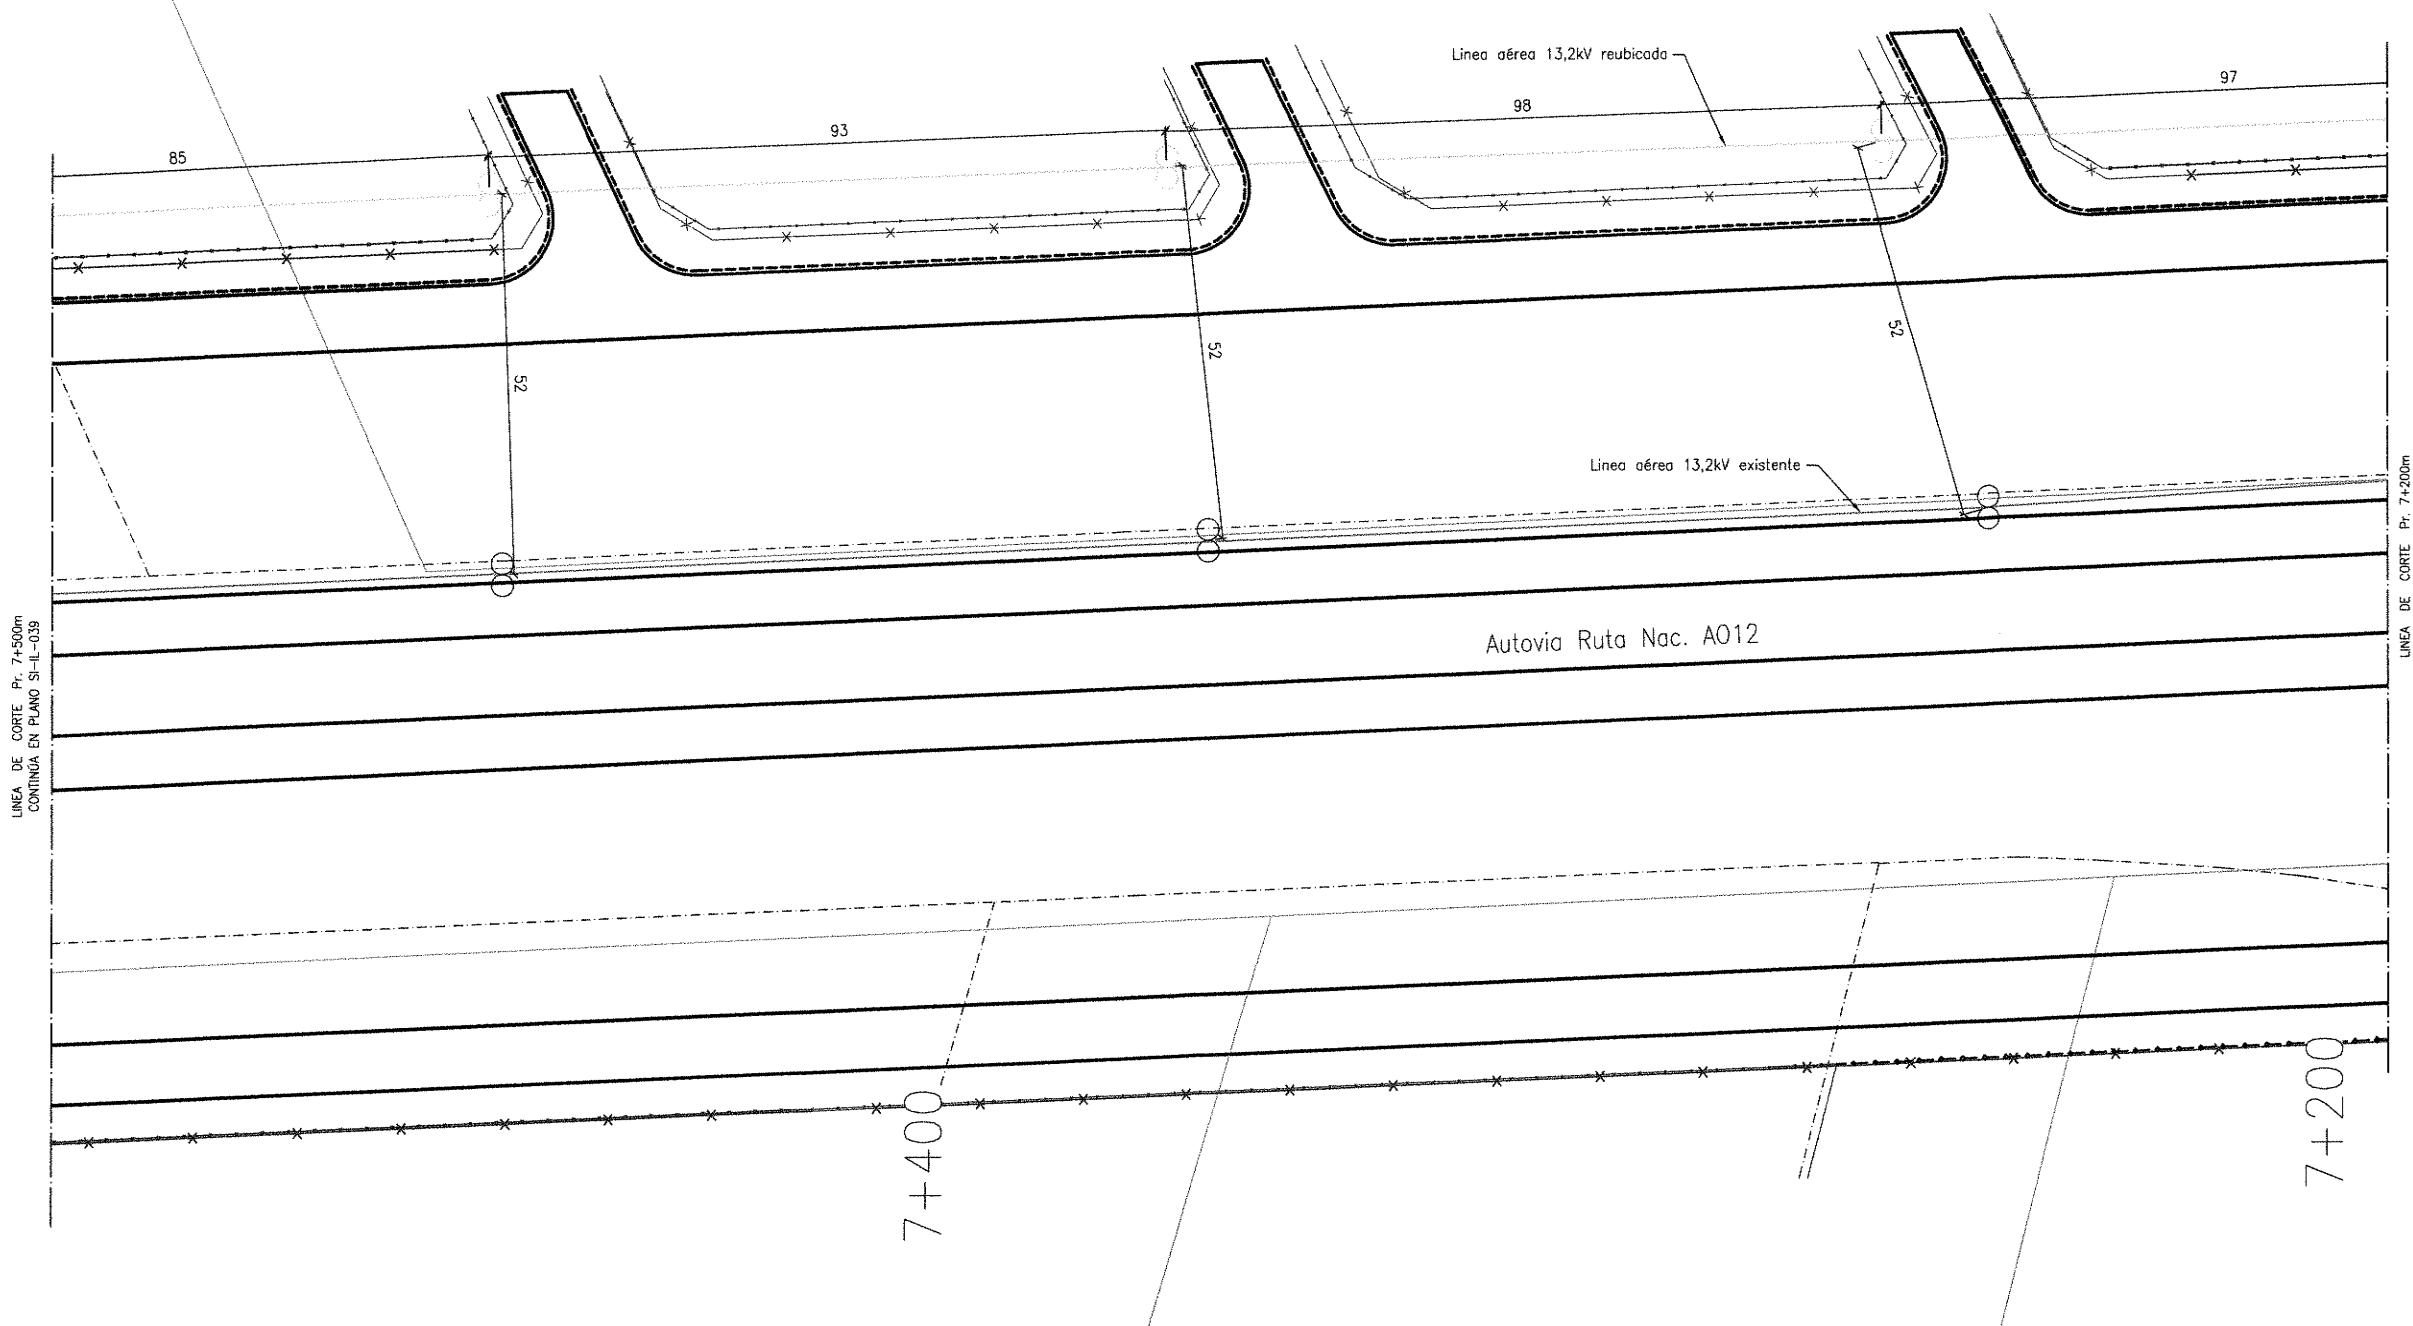 Linea aérea 13,2kV reubicada
97
98
93
85
52
52
52
Linea aérea 13,2kV existente
LINEA DE CORTE Pr. 7+200m
LINEA DE CORTE Pr. 7+500m
CONTINÚA EN PLANO SI-IL-039
Autovia Ruta Nac. A012
7+400
7+200